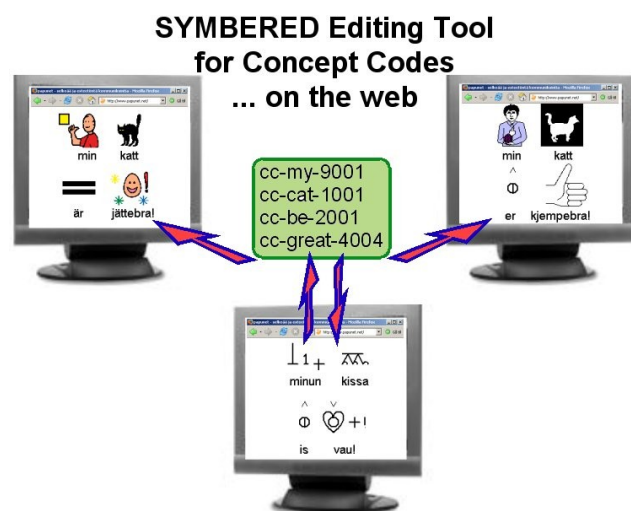 SYMBERED Editing Tool
for Concept Codes
... on the web
min katt
är jättebra!
cc-my-9001
cc-cat-1001
cc-be-2001
cc-great-4004
min katt
er kjempebra!
minun kissa
is vau!